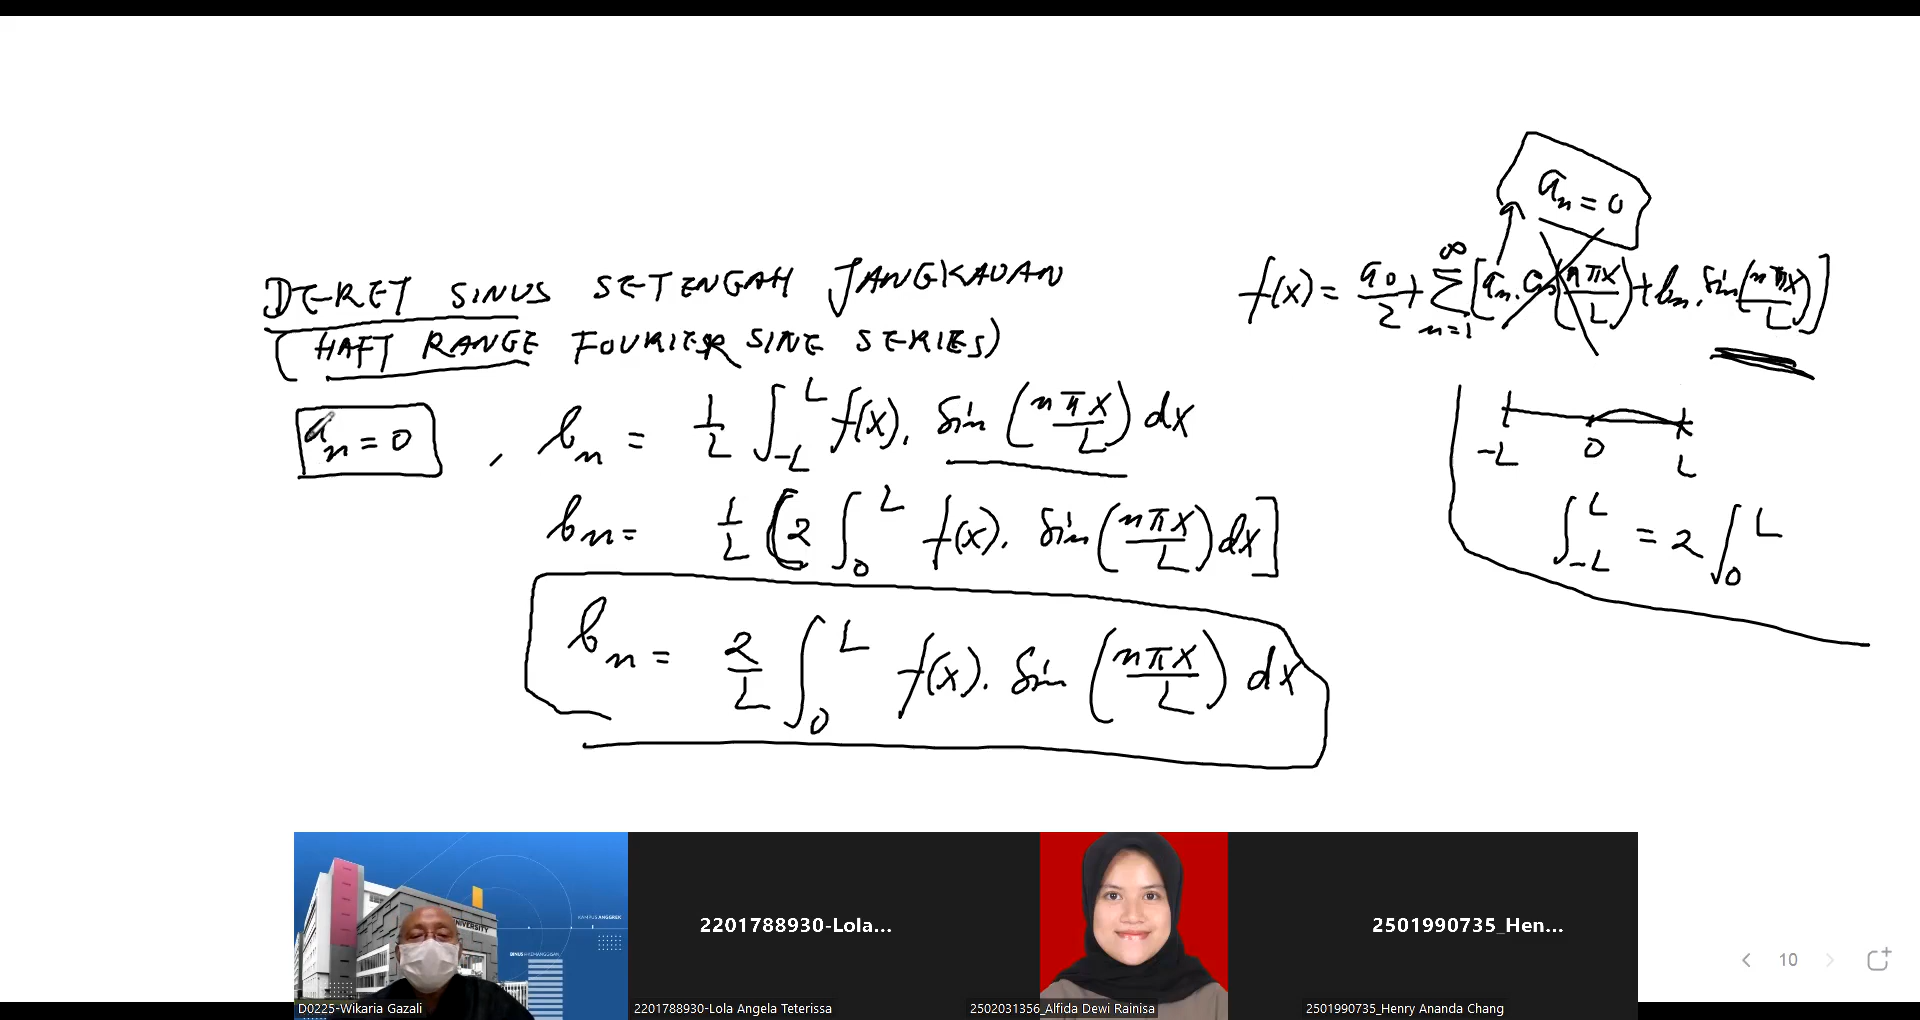 a_n = 0
f(x) = a_0/2 + ∑_{n=1}^{∞} [a_n . Cos(nπx/L) + b_n . Sin(nπx/L)]
DERET SINUS SETENGAH JANGKAUAN
(HAFT RANGE FOURIER SINE SERIES)
a_n = 0 , b_n = 1/L ∫_{-L}^{L} f(x). Sin (nπx/L) dx
-L 0 L
b_n = 1/L [2 ∫_0^L f(x). Sin (nπx/L) dx]
∫_{-L}^{L} = 2 ∫_0^L
b_n = 2/L ∫_0^L f(x). Sin (nπx/L) dx
UNIVERSITY
KAMPUS ANGGREK
2201788930-Lola...
2501990735_Hen...
10
D0225-Wikaria Gazali
2201788930-Lola Angela Teterissa
2502031356_Alfida Dewi Rainisa
2501990735_Henry Ananda Chang